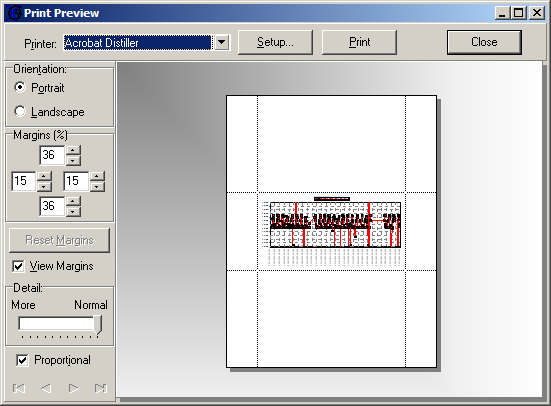 Print Preview
Printer: Acrobat Distiller Setup... Print Close
Orientation:
Portrait
Landscape
Margins (%)
36
15 15
36
Reset Margins
View Margins
Detail:
More Normal
Proportional